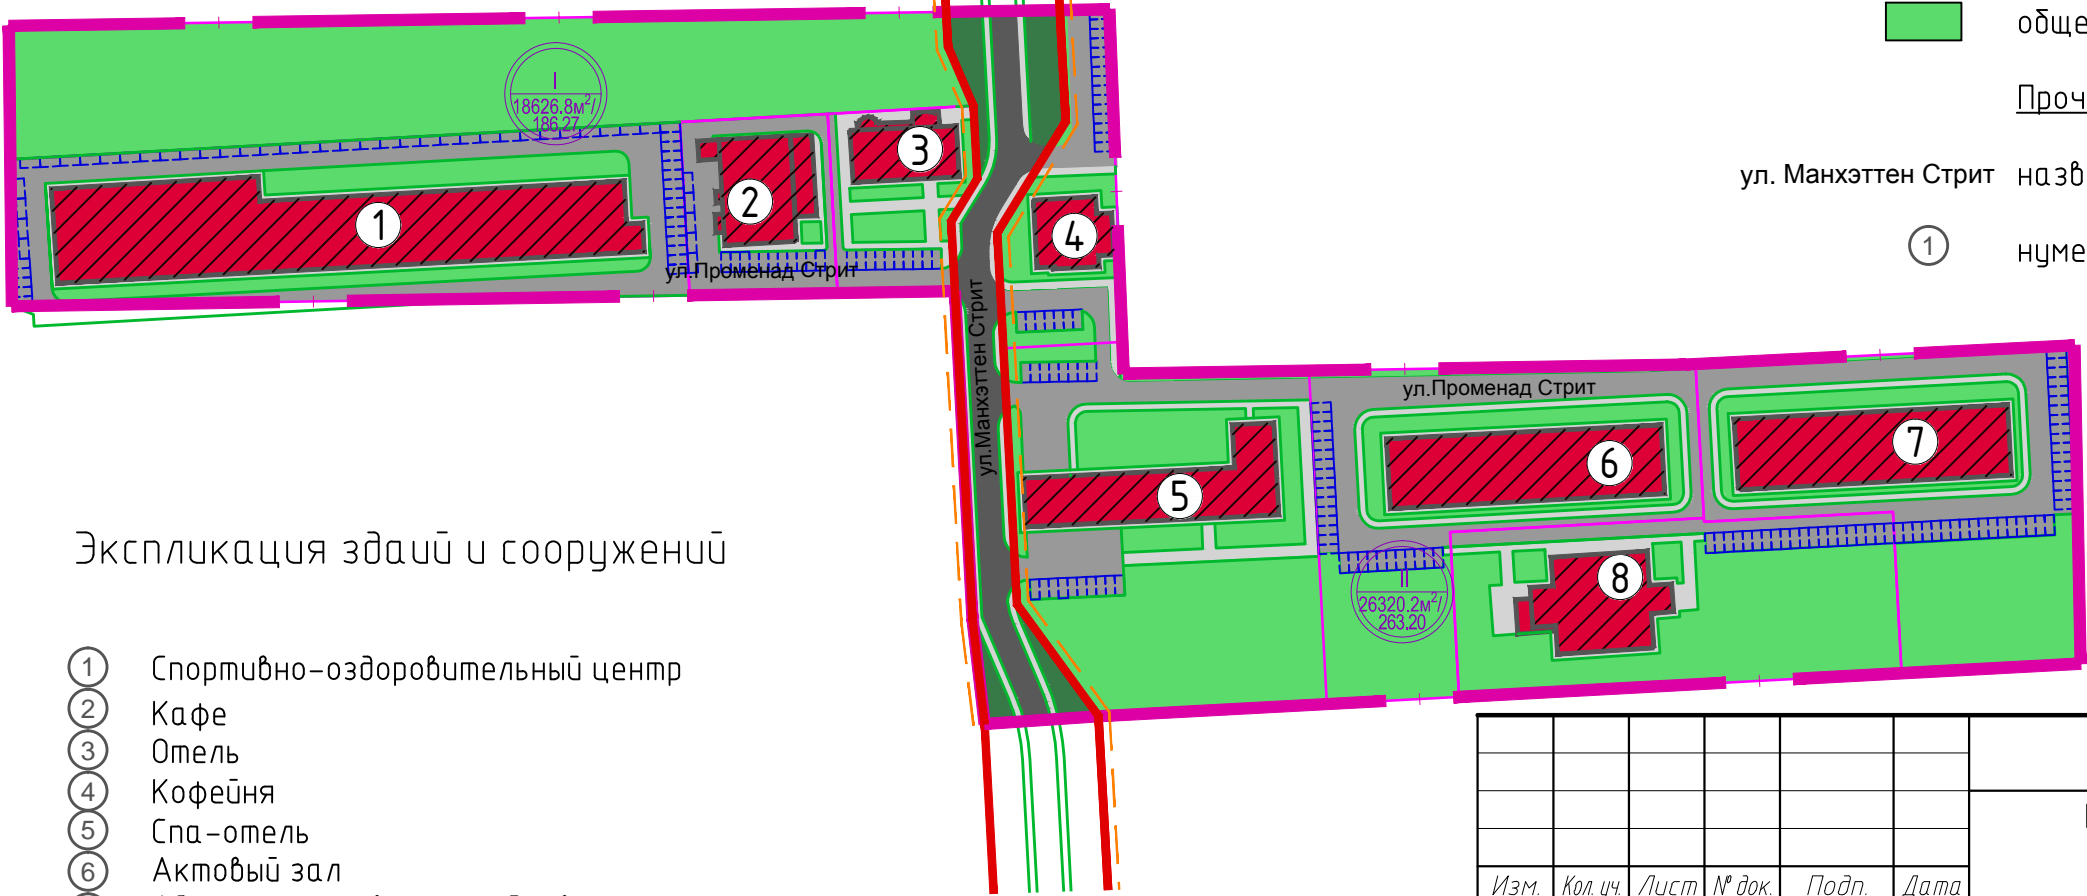 обще
Проч
ул. Манхэттен Стрит
назв
1
нуме
I
18626.8м²/
186.27
1
2
3
4
ул.Променад Стрит
ул.Манхэттен Стрит
ул.Променад Стрит
5
6
7
8
II
26320.2м²/
263.20
Экспликация здаий и сооружений
1 Спортивно-оздоровительный центр
2 Кафе
3 Отель
4 Кофейня
5 Спа-отель
6 Актовый зал
Изм. Кол. уч. Лист № док. Подп. Дата